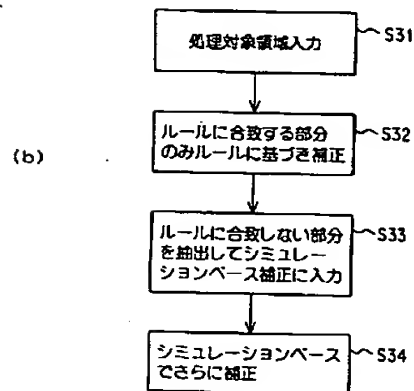 処理対象領域入力
S31
ルールに合致する部分
のみルールに基づき補正
S32
(b)
ルールに合致しない部分
を抽出してシミュレー
ションベース補正に入力
S33
シミュレーションベース
でさらに補正
S34